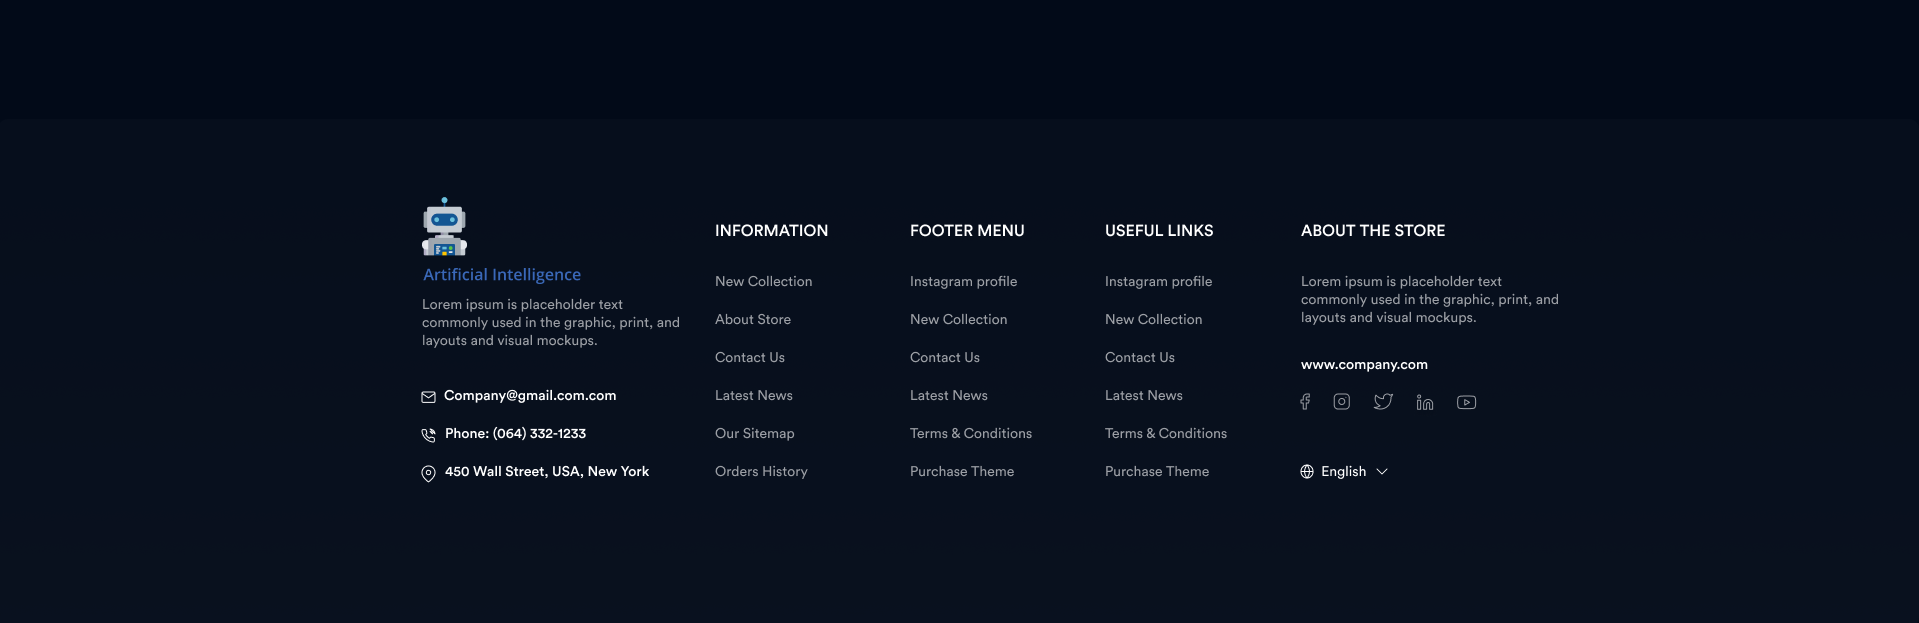 Artificial Intelligence
Lorem ipsum is placeholder text
commonly used in the graphic, print, and
layouts and visual mockups.
Company@gmail.com.com
Phone: (064) 332-1233
450 Wall Street, USA, New York
INFORMATION
New Collection
About Store
Contact Us
Latest News
Our Sitemap
Orders History
FOOTER MENU
Instagram profile
New Collection
Contact Us
Latest News
Terms & Conditions
Purchase Theme
USEFUL LINKS
Instagram profile
New Collection
Contact Us
Latest News
Terms & Conditions
Purchase Theme
ABOUT THE STORE
Lorem ipsum is placeholder text
commonly used in the graphic, print, and
layouts and visual mockups.
www.company.com
English